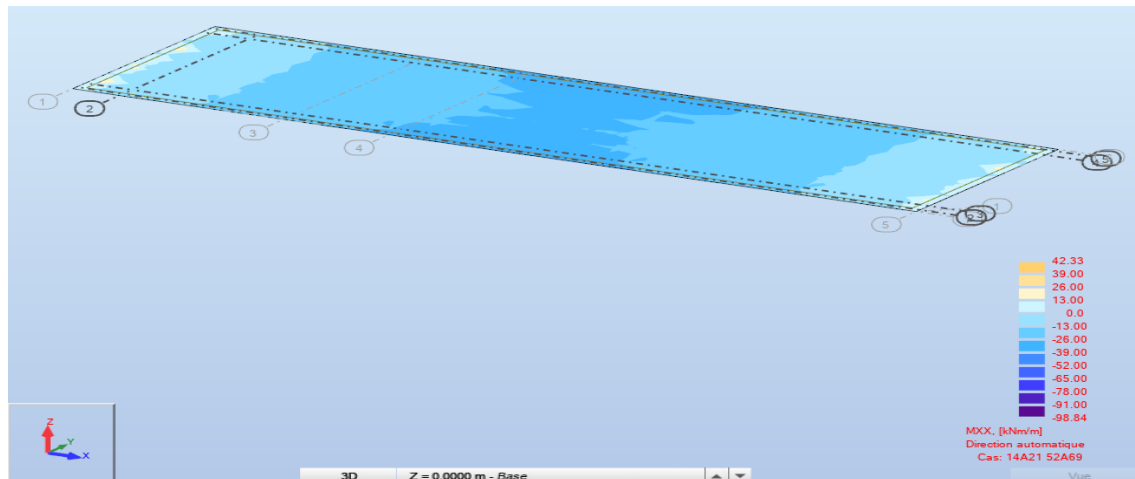 1
2
3
4
5
5
2
3
1
42.33
39.00
26.00
13.00
0.0
-13.00
-26.00
-39.00
-52.00
-65.00
-78.00
-91.00
-98.84
MXX, [kNm/m]
Direction automatique
Cas: 14A21 52A69
Z
Y
X
3D Z = 0.0000 m - Base
Vue